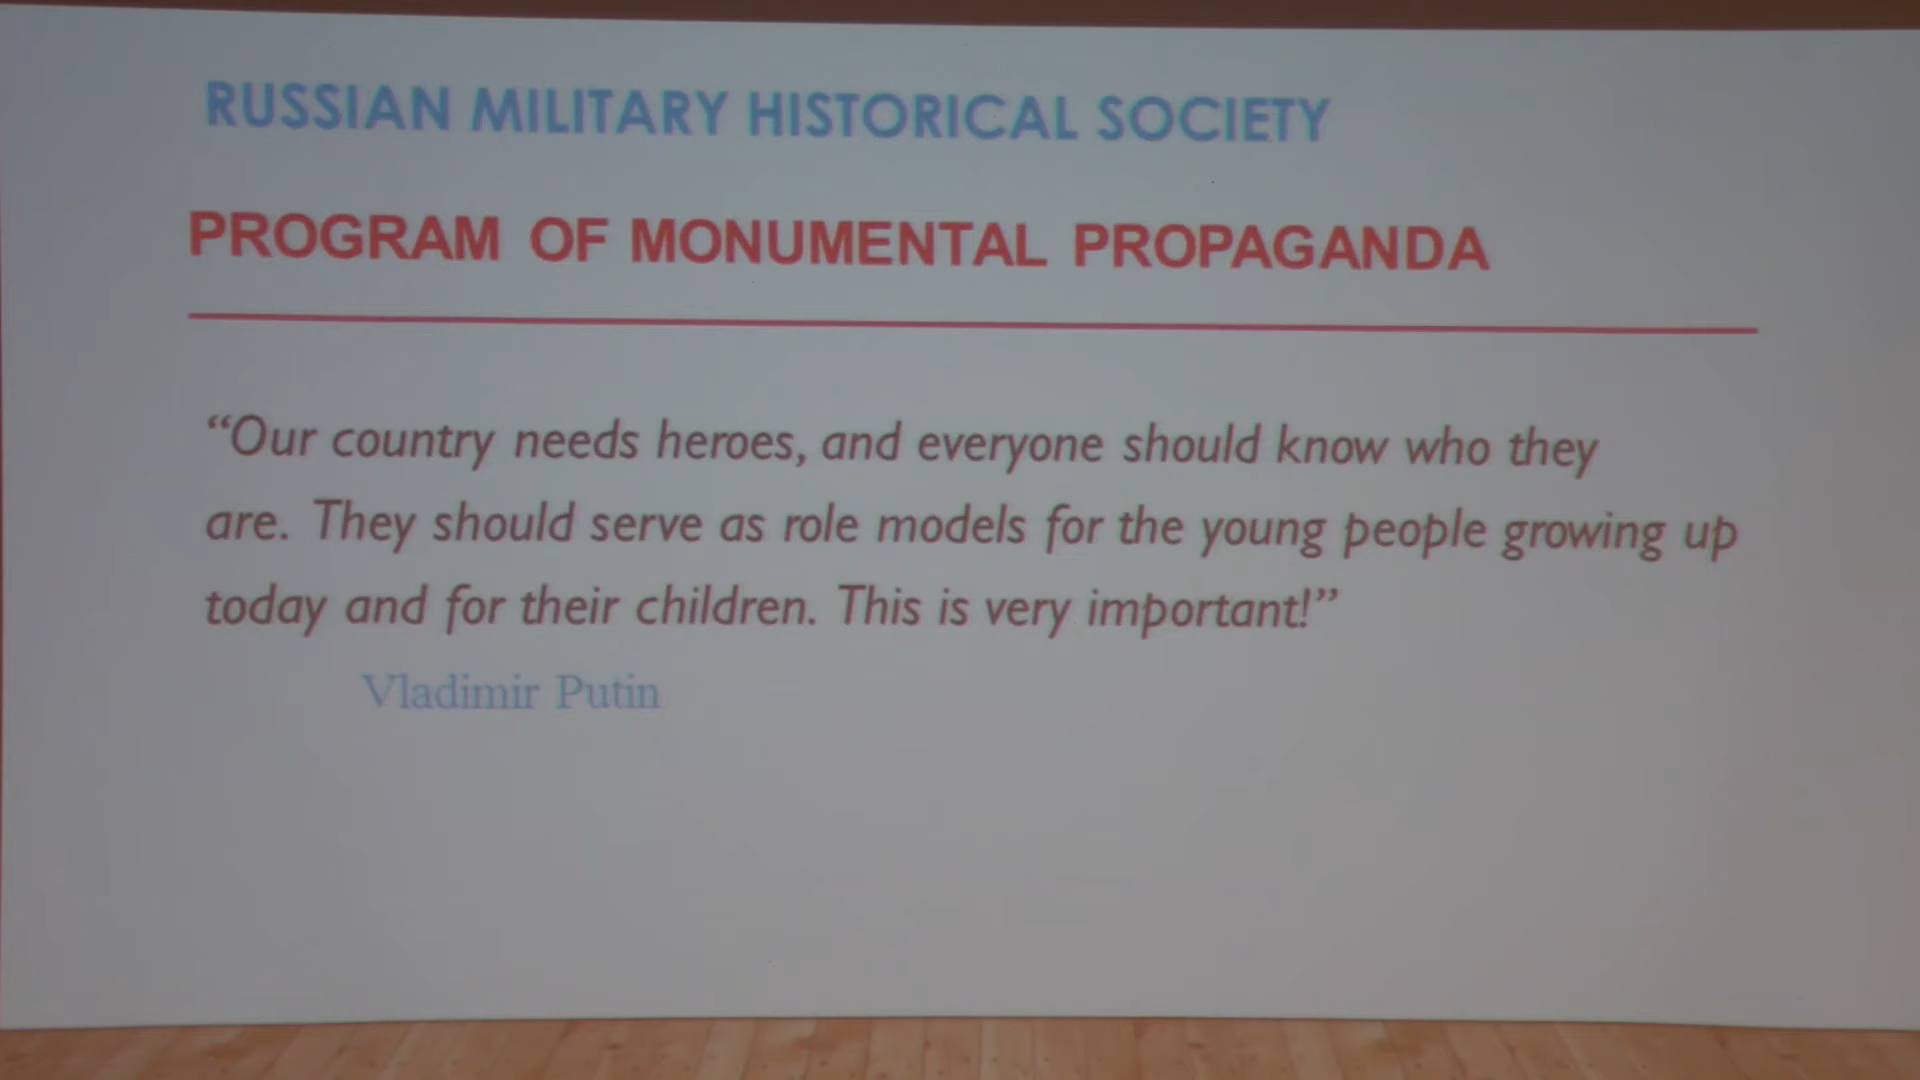 RUSSIAN MILITARY HISTORICAL SOCIETY
PROGRAM OF MONUMENTAL PROPAGANDA
“Our country needs heroes, and everyone should know who they
are. They should serve as role models for the young people growing up
today and for their children. This is very important!”
Vladimir Putin